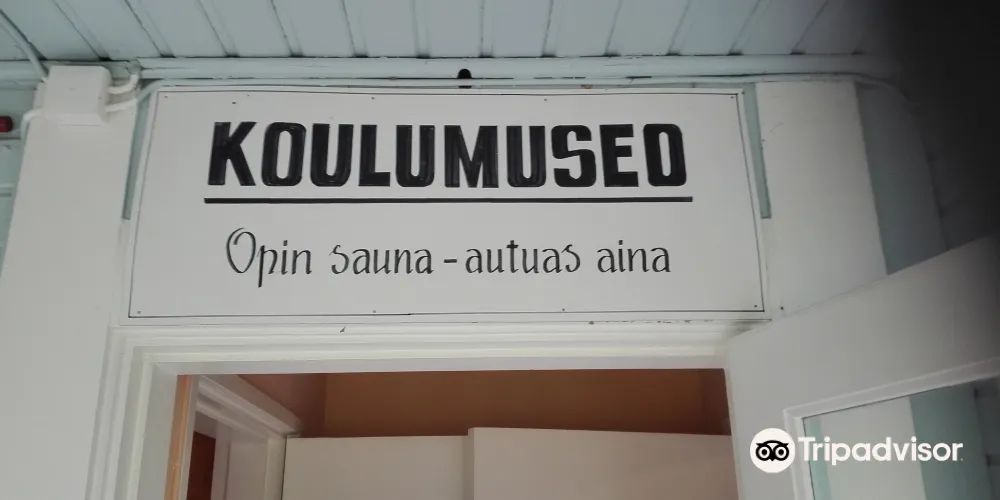 KOULUMUSEO
Opin sauna - autuas aina
Tripadvisor